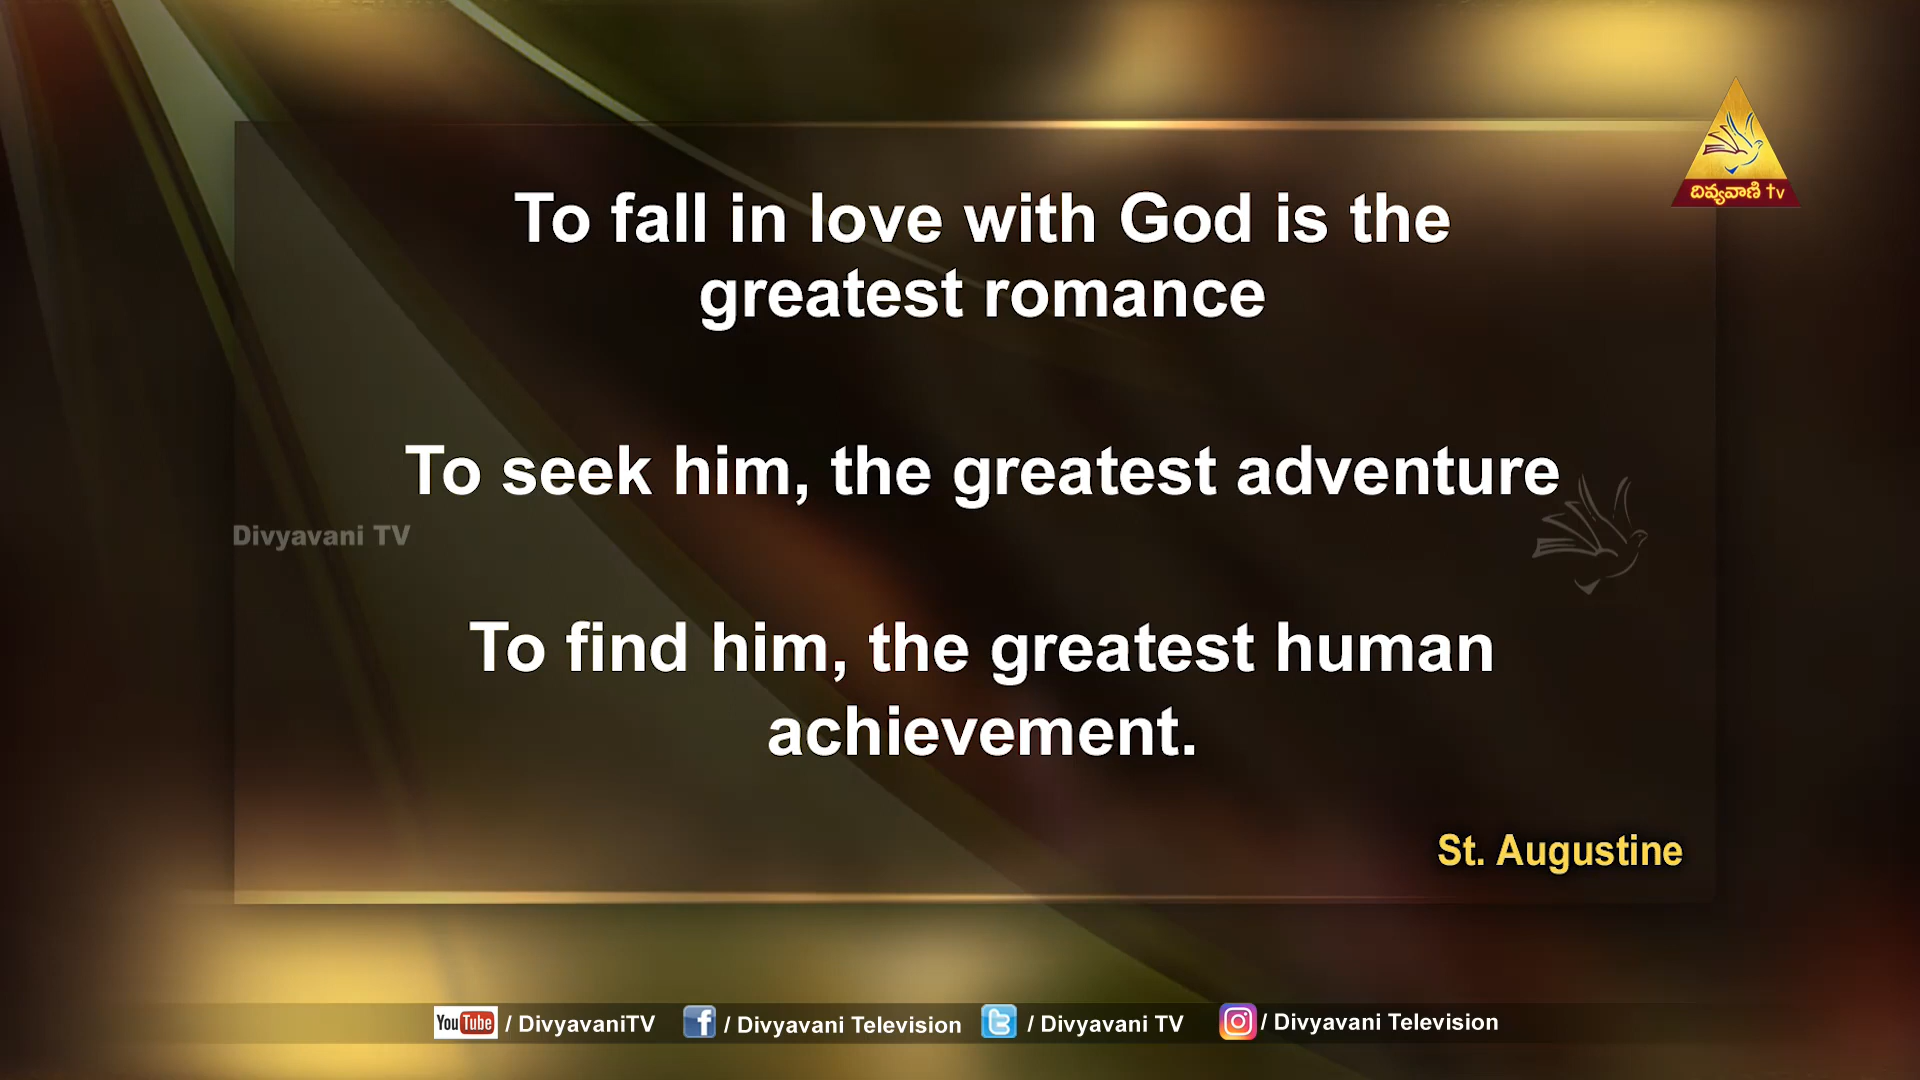 దివ్యవాణి tv
To fall in love with God is the
greatest romance
To seek him, the greatest adventure
Divyavani TV
To find him, the greatest human
achievement.
St. Augustine
YouTube / DivyavaniTV f / Divyavani Television / Divyavani TV / Divyavani Television